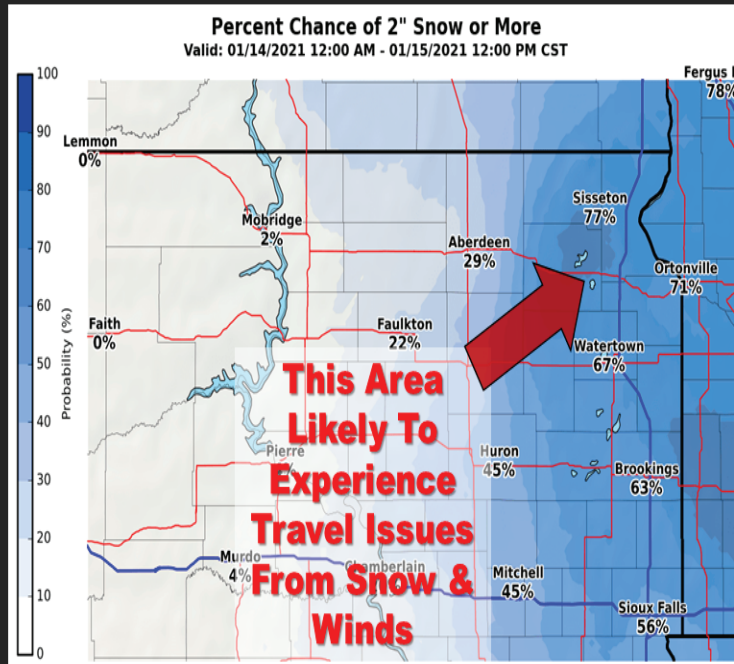 Percent Chance of 2" Snow or More
Valid: 01/14/2021 12:00 AM - 01/15/2021 12:00 PM CST
100
90
80
70
60
50
40
30
20
10
0
Probability (%)
Fergus
78%
Lemmon
0%
Sisseton
77%
Mobridge
2%
Aberdeen
29%
Ortonville
71%
Faith
0%
Faulkton
22%
Watertown
67%
This Area
Likely To
Experience
Travel Issues
From Snow &
Winds
Pierre
Huron
45%
Brookings
63%
Murdo
4%
Chamberlain
Mitchell
45%
Sioux Falls
56%